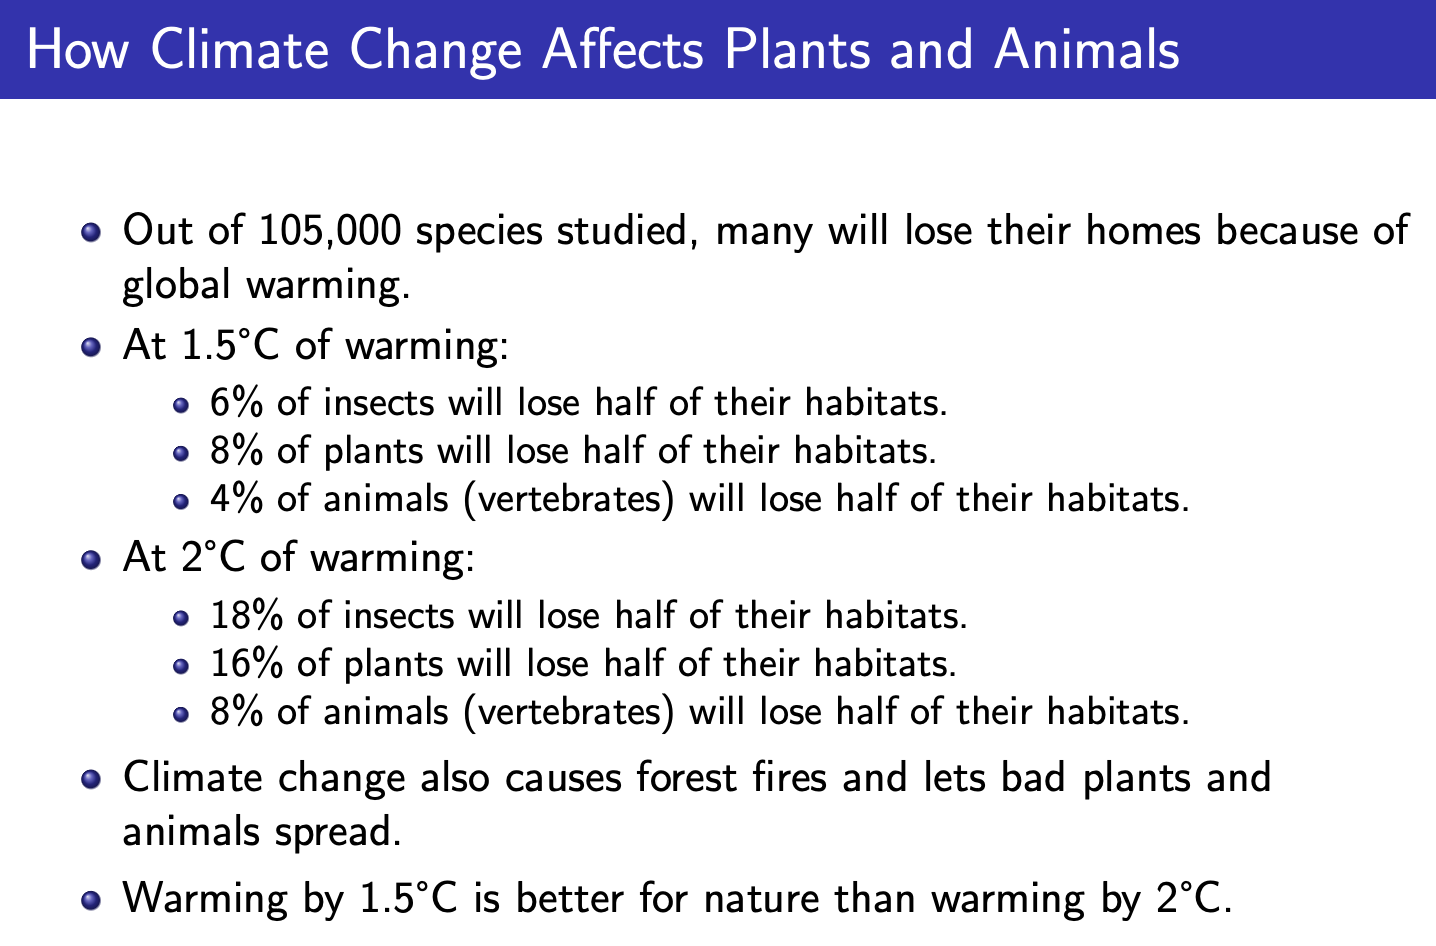 How Climate Change Affects Plants and Animals
Out of 105,000 species studied, many will lose their homes because of
global warming.
At 1.5°C of warming:
6% of insects will lose half of their habitats.
8% of plants will lose half of their habitats.
4% of animals (vertebrates) will lose half of their habitats.
At 2°C of warming:
18% of insects will lose half of their habitats.
16% of plants will lose half of their habitats.
8% of animals (vertebrates) will lose half of their habitats.
Climate change also causes forest fires and lets bad plants and
animals spread.
Warming by 1.5°C is better for nature than warming by 2°C.